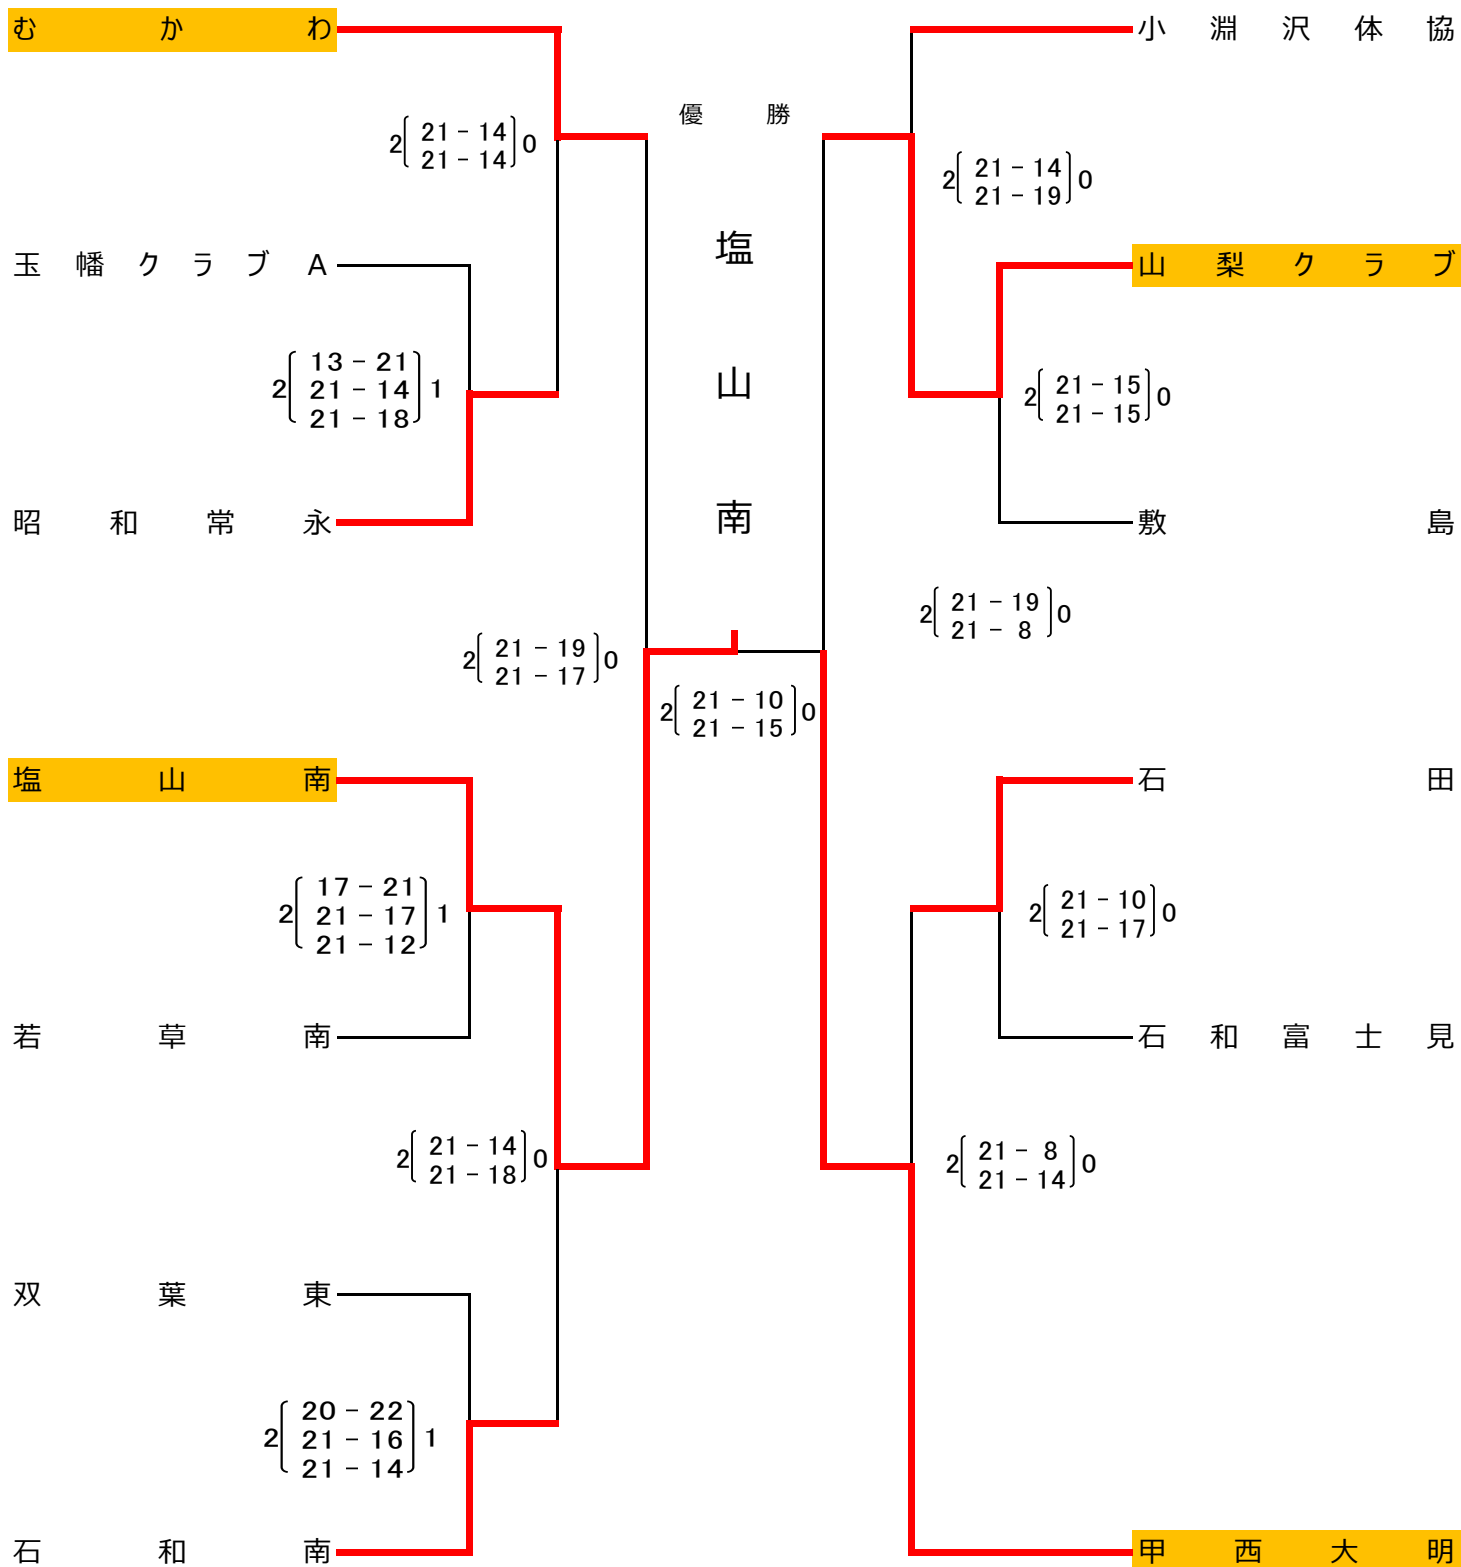 むかわ
2 21 - 14 0
21 - 14
玉幡クラブA
13 - 21
2 21 - 14 1
21 - 18
昭和常永
2 21 - 19 0
21 - 17
塩山南
17 - 21
2 21 - 17 1
21 - 12
若草南
2 21 - 14 0
21 - 18
双葉東
20 - 22
2 21 - 16 1
21 - 14
石和南
優勝
塩山南
2 21 - 10 0
21 - 15
小淵沢体協
2 21 - 14 0
21 - 19
山梨クラブ
2 21 - 15 0
21 - 15
敷島
2 21 - 19 0
21 - 8
石田
2 21 - 10 0
21 - 17
石和富士見
2 21 - 8 0
21 - 14
甲西大明